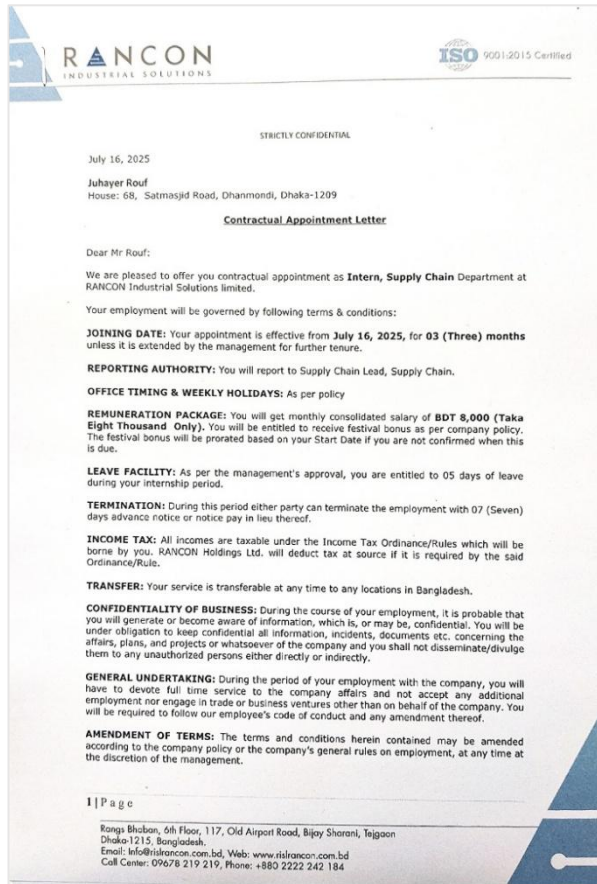 RANCON
INDUSTRIAL SOLUTIONS
ISO 9001:2015 Certified
STRICTLY CONFIDENTIAL
July 16, 2025
Juhayer Rouf
House: 68, Satmasjid Road, Dhanmondi, Dhaka-1209
Contractual Appointment Letter
Dear Mr Rouf:
We are pleased to offer you contractual appointment as Intern, Supply Chain Department at
RANCON Industrial Solutions limited.
Your employment will be governed by following terms & conditions:
JOINING DATE: Your appointment is effective from July 16, 2025, for 03 (Three) months
unless it is extended by the management for further tenure.
REPORTING AUTHORITY: You will report to Supply Chain Lead, Supply Chain.
OFFICE TIMING & WEEKLY HOLIDAYS: As per policy
REMUNERATION PACKAGE: You will get monthly consolidated salary of BDT 8,000 (Taka
Eight Thousand Only). You will be entitled to receive festival bonus as per company policy.
The festival bonus will be prorated based on your Start Date if you are not confirmed when this
is due.
LEAVE FACILITY: As per the management's approval, you are entitled to 05 days of leave
during your internship period.
TERMINATION: During this period either party can terminate the employment with 07 (Seven)
days advance notice or notice pay in lieu thereof.
INCOME TAX: All incomes are taxable under the Income Tax Ordinance/Rules which will be
borne by you. RANCON Holdings Ltd. will deduct tax at source if it is required by the said
Ordinance/Rule.
TRANSFER: Your service is transferable at any time to any locations in Bangladesh.
CONFIDENTIALITY OF BUSINESS: During the course of your employment, it is probable that
you will generate or become aware of information, which is, or may be, confidential. You will be
under obligation to keep confidential all information, incidents, documents etc. concerning the
affairs, plans, and projects or whatsoever of the company and you shall not disseminate/divulge
them to any unauthorized persons either directly or indirectly.
GENERAL UNDERTAKING: During the period of your employment with the company, you will
have to devote full time service to the company affairs and not accept any additional
employment nor engage in trade or business ventures other than on behalf of the company. You
will be required to follow our employee's code of conduct and any amendment thereof.
AMENDMENT OF TERMS: The terms and conditions herein contained may be amended
according to the company policy or the company's general rules on employment, at any time at
the discretion of the management.
1 | Page
Rangs Bhaban, 6th Floor, 117, Old Airport Road, Bijoy Sharani, Tejgaon
Dhaka-1215, Bangladesh.
Email: Info@rislrancon.com.bd, Web: www.rislrancon.com.bd
Call Center: 09678 219 219, Phone: +880 2222 242 184